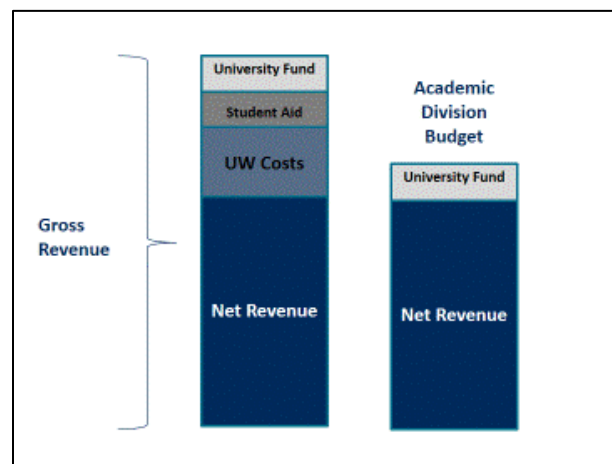 University Fund
Student Aid
UW Costs
Net Revenue
Gross
Revenue
Academic
Division
Budget
University Fund
Net Revenue